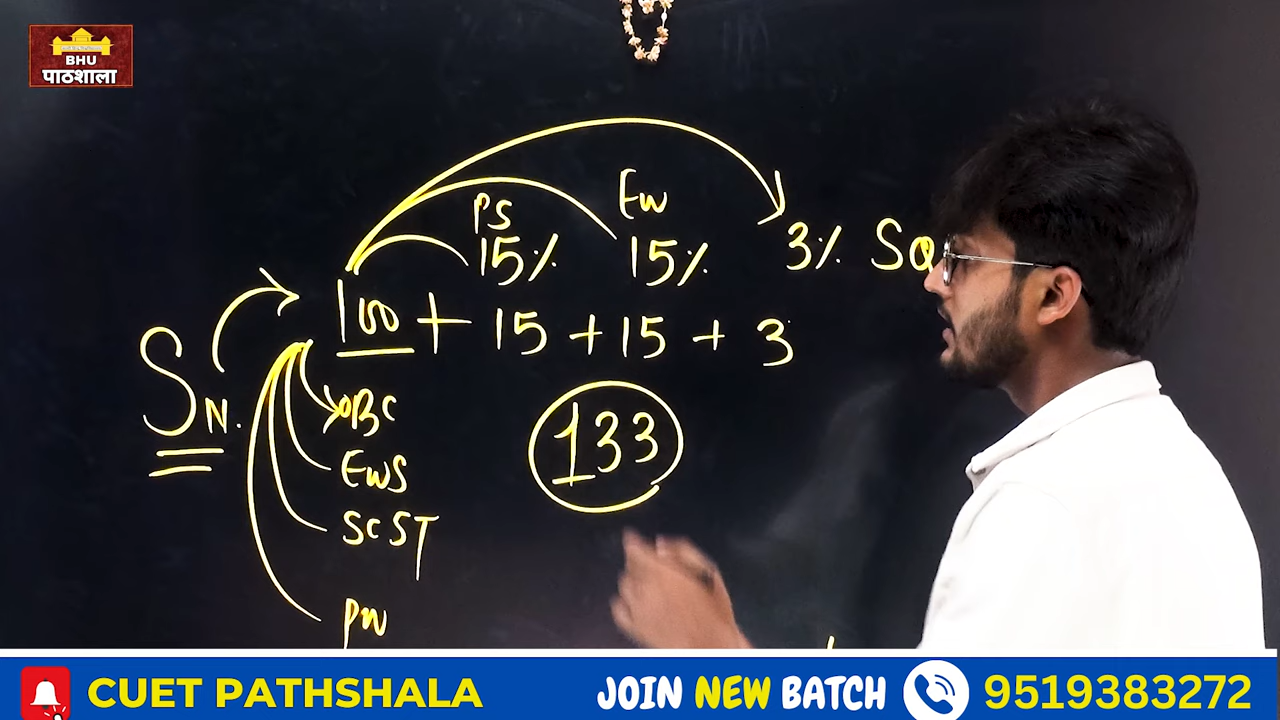 BHU
पाठशाला
PS
EW
15%
15%
3% SQ
100 + 15 + 15 + 3
SN.
OBC
133
EWS
SC ST
PW
CUET PATHSHALA
JOIN NEW BATCH
9519383272